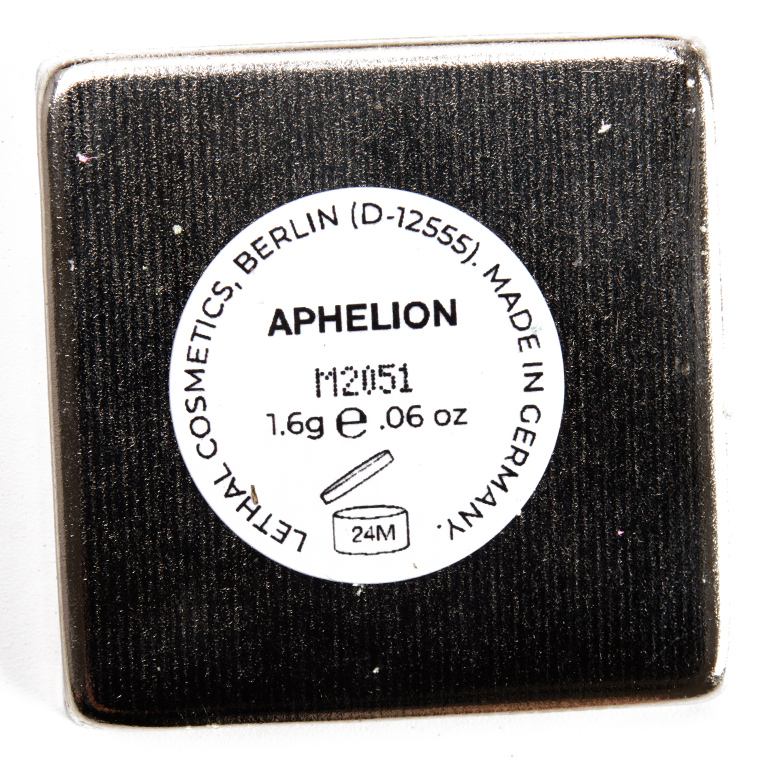 LETHAL COSMETICS, BERLIN (D-12555). MADE IN GERMANY.
APHELION
M2051
1.6g ℮ .06 oz
24M